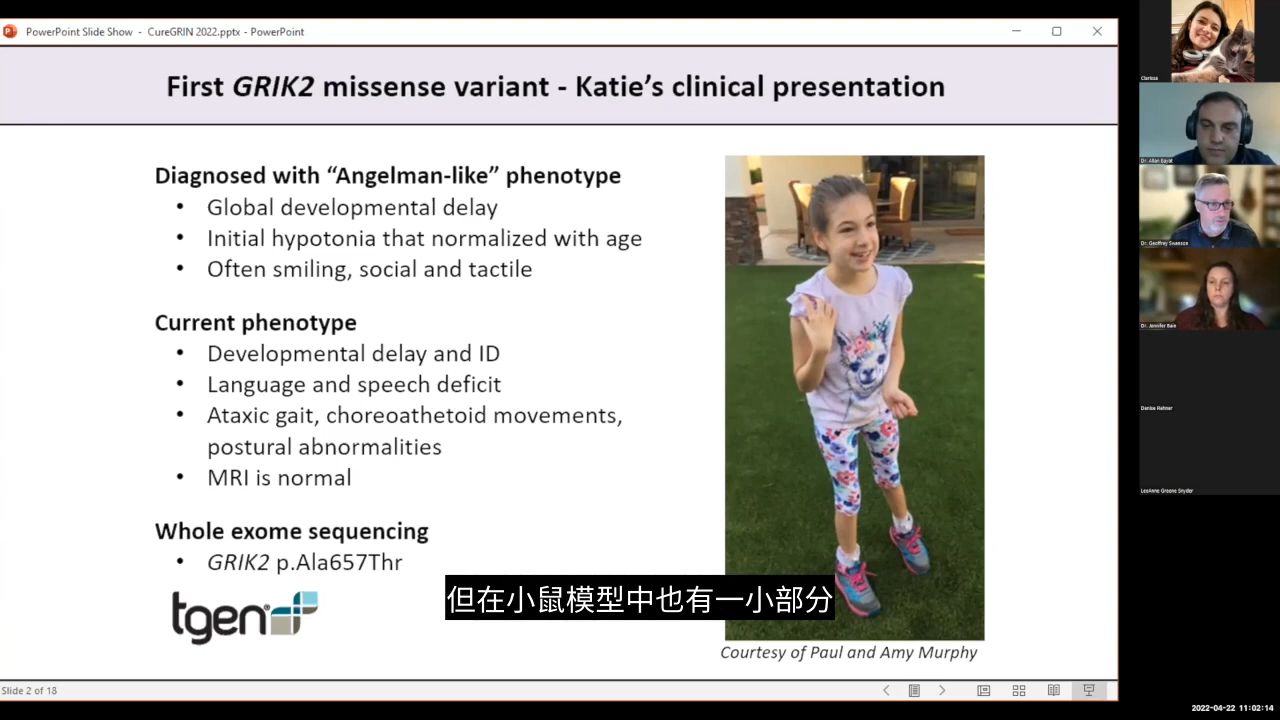 PowerPoint Slide Show - CureGRIN 2022.pptx - PowerPoint
First GRIK2 missense variant - Katie's clinical presentation
Diagnosed with “Angelman-like” phenotype
• Global developmental delay
• Initial hypotonia that normalized with age
• Often smiling, social and tactile
Current phenotype
• Developmental delay and ID
• Language and speech deficit
• Ataxic gait, choreoathetoid movements,
postural abnormalities
• MRI is normal
Whole exome sequencing
• GRIK2 p.Ala657Thr
tgen
但在小鼠模型中也有一小部分
Courtesy of Paul and Amy Murphy
Slide 2 of 18
Clarissa
Dr. Allan Bayat
Dr. Geoffrey Swanson
Dr. Jennifer Bain
Denise Rehner
LeeAnne Greene Snyder
2022-04-22 11:02:14